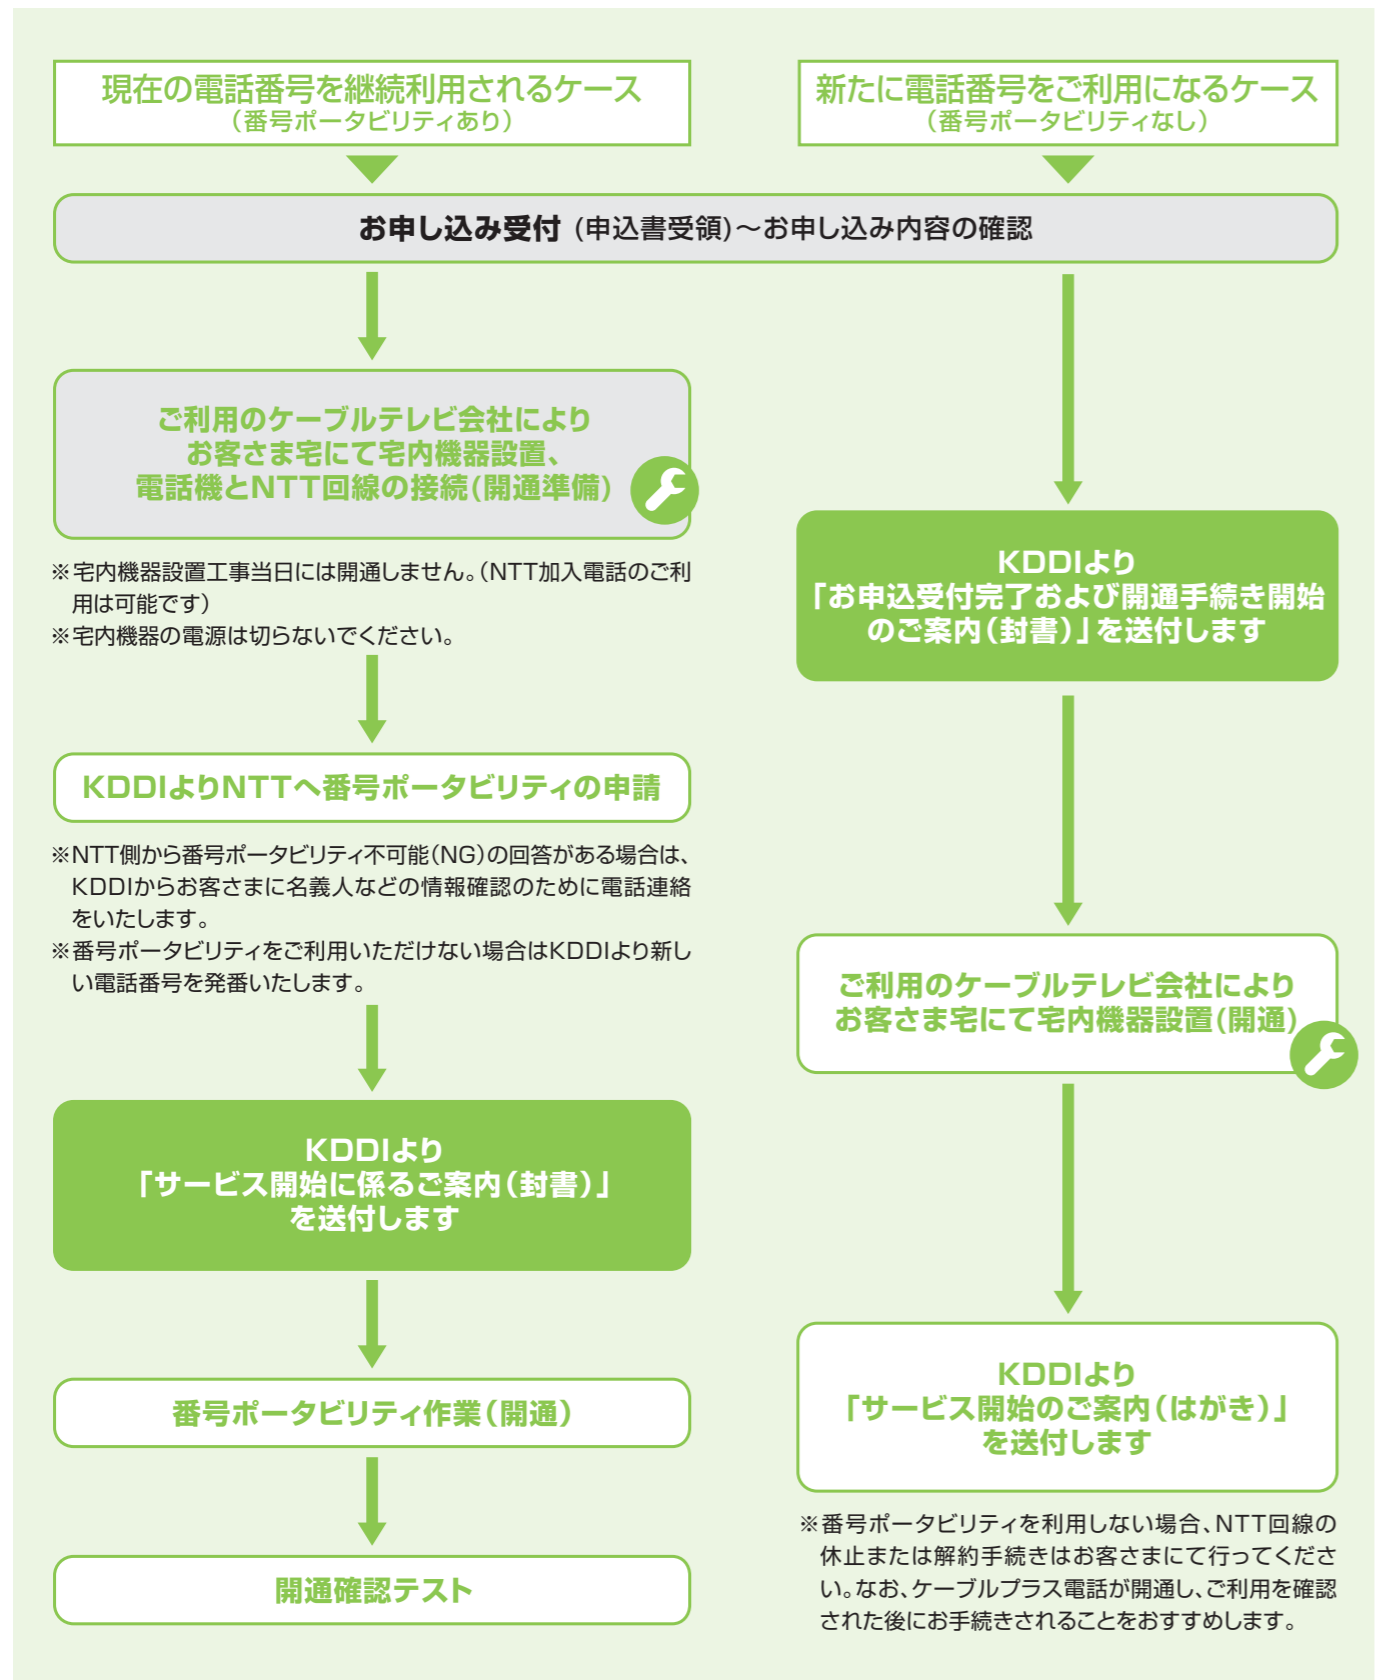 現在の電話番号を継続利用されるケース
(番号ポータビリティあり)
新たに電話番号をご利用になるケース
(番号ポータビリティなし)
お申し込み受付 (申込書受領)～お申し込み内容の確認
ご利用のケーブルテレビ会社により
お客さま宅にて宅内機器設置、
電話機とNTT回線の接続(開通準備)
※宅内機器設置工事当日には開通しません。(NTT加入電話のご利
用は可能です)
※宅内機器の電源は切らないでください。
KDDIよりNTTへ番号ポータビリティの申請
※NTT側から番号ポータビリティ不可能(NG)の回答がある場合は、
KDDIからお客さまに名義人などの情報確認のために電話連絡
をいたします。
※番号ポータビリティをご利用いただけない場合はKDDIより新し
い電話番号を発番いたします。
KDDIより
「サービス開始に係るご案内(封書)」
を送付します
番号ポータビリティ作業(開通)
開通確認テスト
KDDIより
「お申込受付完了および開通手続き開始
のご案内(封書)」を送付します
ご利用のケーブルテレビ会社により
お客さま宅にて宅内機器設置(開通)
KDDIより
「サービス開始のご案内(はがき)」
を送付します
※番号ポータビリティを利用しない場合、NTT回線の
休止または解約手続きはお客さまにて行ってくださ
い。なお、ケーブルプラス電話が開通し、ご利用を確認
された後にお手続きされることをおすすめします。